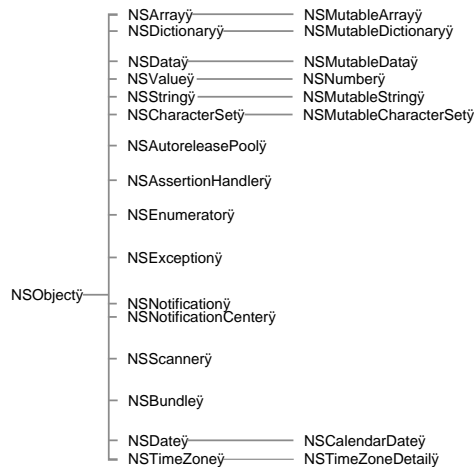 NSArrayÿ NSMutableArrayÿ
NSDictionaryÿ NSMutableDictionaryÿ
NSDataÿ NSMutableDataÿ
NSValueÿ NSNumberÿ
NSStringÿ NSMutableStringÿ
NSCharacterSetÿ NSMutableCharacterSetÿ
NSAutoreleasePoolÿ
NSAssertionHandlerÿ
NSEnumeratorÿ
NSExceptionÿ
NSObjectÿ
NSNotificationÿ
NSNotificationCenterÿ
NSScannerÿ
NSBundleÿ
NSDateÿ NSCalendarDateÿ
NSTimeZoneÿ NSTimeZoneDetailÿ